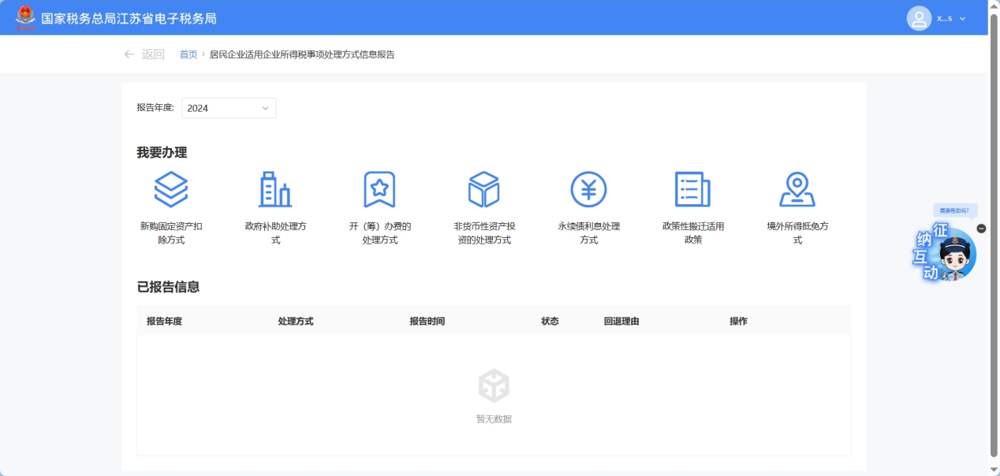 国家税务总局江苏省电子税务局
x...s
返回 首页 > 居民企业适用企业所得税事项处理方式信息报告
报告年度: 2024
我要办理
新购固定资产扣
除方式
政府补助处理方
式
开（筹）办费的
处理方式
非货币性资产投
资的处理方式
永续债利息处理
方式
政策性搬迁适用
政策
境外所得抵免方
式
需要帮助吗?
征
纳
互
动
已报告信息
报告年度 处理方式 报告时间 状态 回退理由 操作
暂无数据